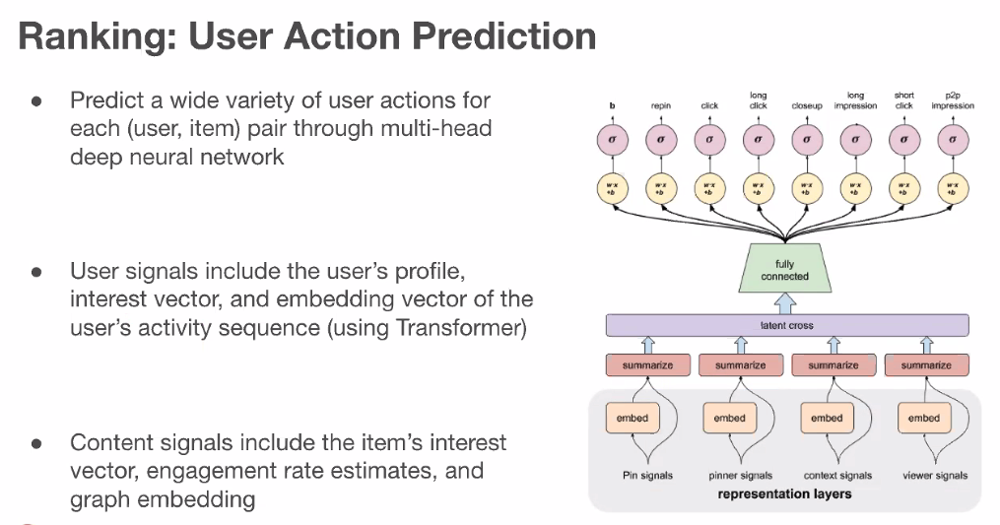 Ranking: User Action Prediction
● Predict a wide variety of user actions for
each (user, item) pair through multi-head
deep neural network
● User signals include the user's profile,
interest vector, and embedding vector of the
user's activity sequence (using Transformer)
● Content signals include the item's interest
vector, engagement rate estimates, and
graph embedding
b repin click long click closeup long impression short click p2p impression
σ σ σ σ σ σ σ σ
w·x +b w·x +b w·x +b w·x +b w·x +b w·x +b w·x +b w·x +b
fully
connected
latent cross
summarize summarize summarize summarize
embed embed embed embed
Pin signals pinner signals context signals viewer signals
representation layers